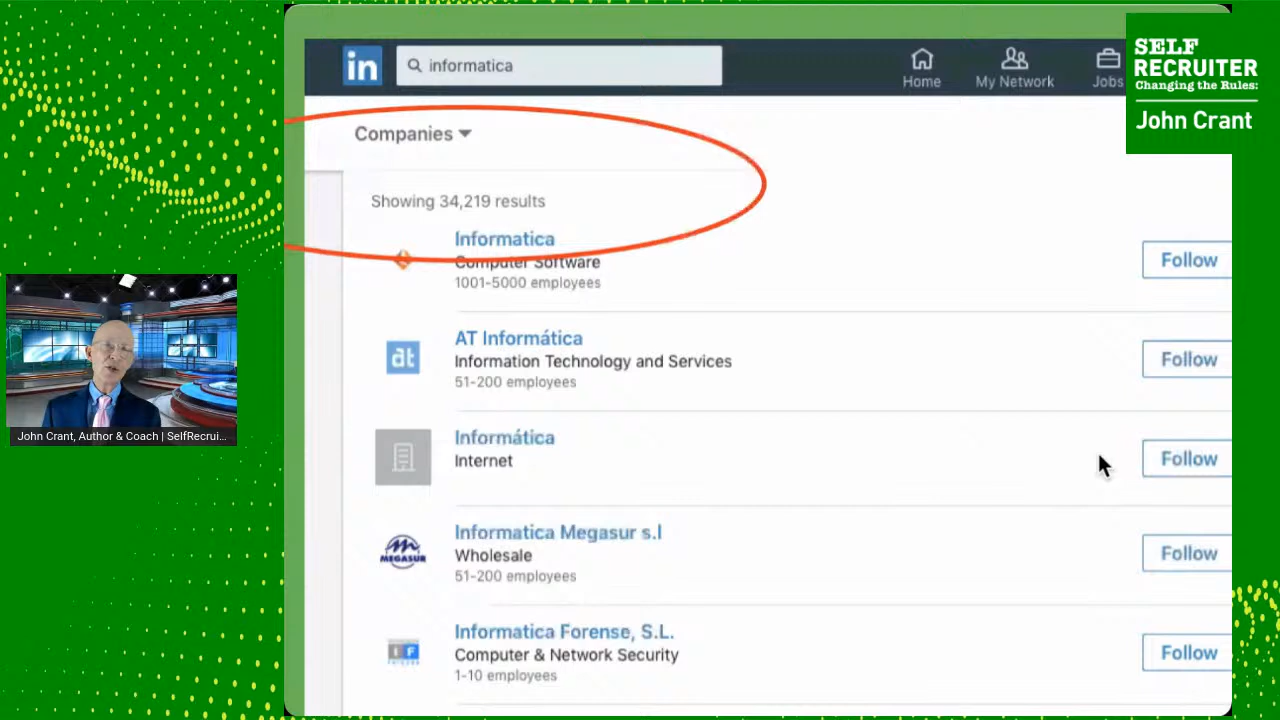 informatica
Home
My Network
Jobs
SELF
RECRUITER
Changing the Rules:
John Crant
Companies
Showing 34,219 results
Informatica
Computer Software
1001-5000 employees
Follow
at
AT Informática
Information Technology and Services
51-200 employees
Follow
Informática
Internet
Follow
MEGASUR
Informatica Megasur s.l
Wholesale
51-200 employees
Follow
Informatica Forense, S.L.
Computer & Network Security
1-10 employees
Follow
in
John Crant, Author & Coach | SelfRecrui...